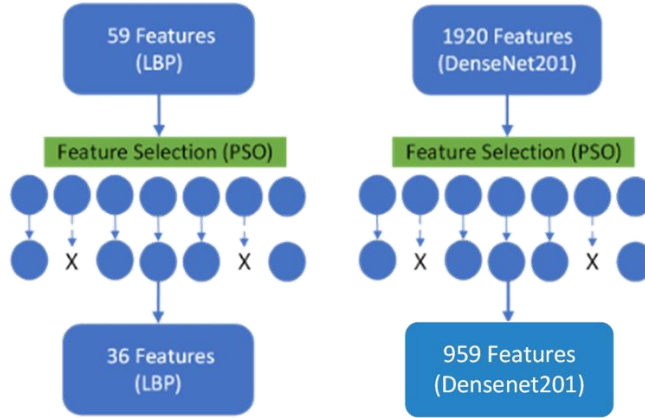 59 Features
(LBP)
Feature Selection (PSO)
X
X
36 Features
(LBP)
1920 Features
(DenseNet201)
Feature Selection (PSO)
X
X
959 Features
(Densenet201)